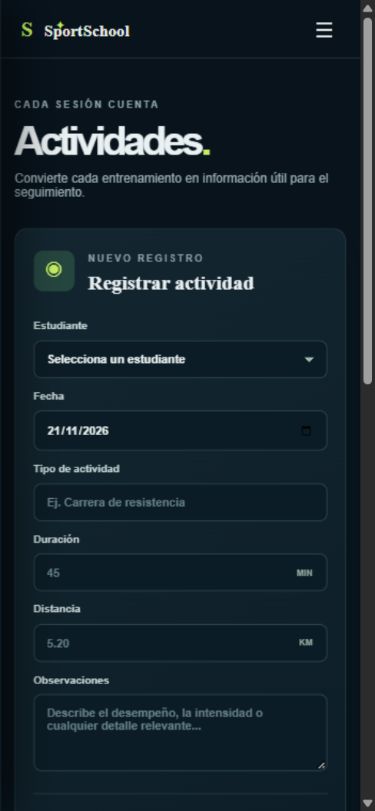 S SportSchool
CADA SESIÓN CUENTA
Actividades.
Convierte cada entrenamiento en información útil para el
seguimiento.
NUEVO REGISTRO
Registrar actividad
Estudiante
Selecciona un estudiante
Fecha
21/11/2026
Tipo de actividad
Ej. Carrera de resistencia
Duración
45 MIN
Distancia
5.20 KM
Observaciones
Describe el desempeño, la intensidad o
cualquier detalle relevante...